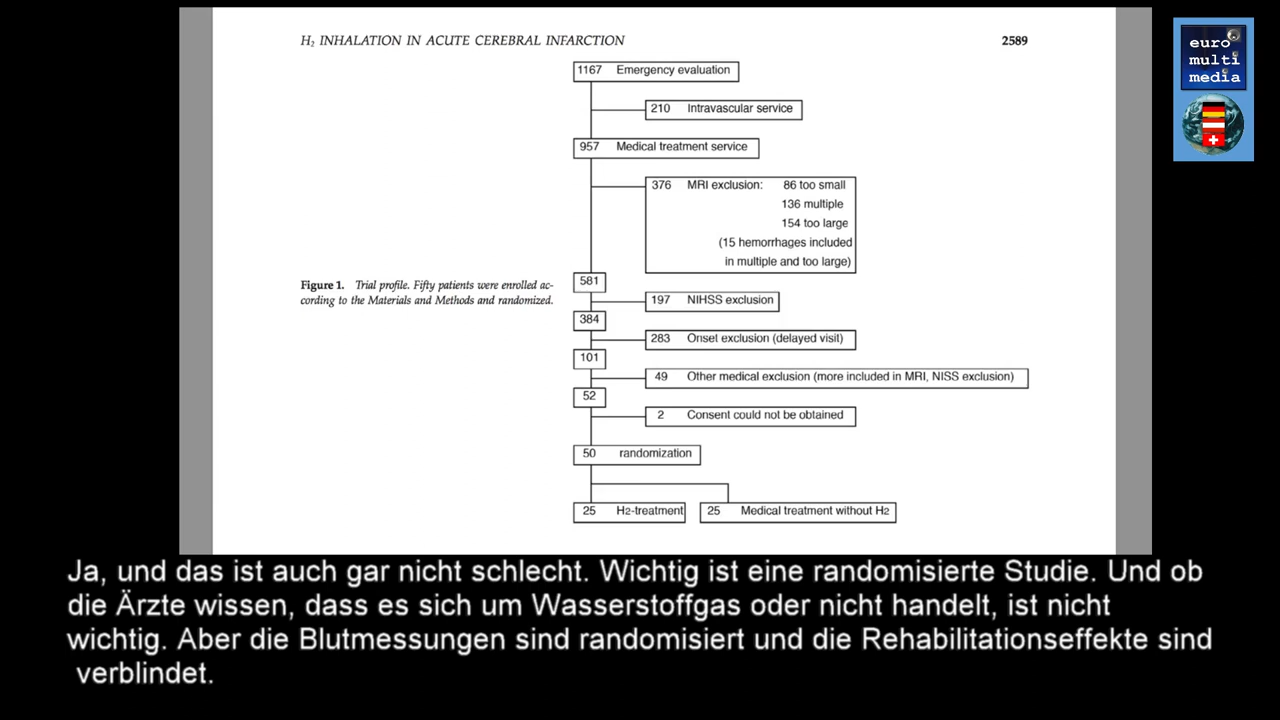 H₂ INHALATION IN ACUTE CEREBRAL INFARCTION 2589
euro
multi
media
1167 Emergency evaluation
210 Intravascular service
957 Medical treatment service
376 MRI exclusion: 86 too small
136 multiple
154 too large
(15 hemorrhages included
in multiple and too large)
581
Figure 1. Trial profile. Fifty patients were enrolled ac-
cording to the Materials and Methods and randomized.
197 NIHSS exclusion
384
283 Onset exclusion (delayed visit)
101
49 Other medical exclusion (more included in MRI, NISS exclusion)
52
2 Consent could not be obtained
50 randomization
25 H2-treatment
25 Medical treatment without H2
Ja, und das ist auch gar nicht schlecht. Wichtig ist eine randomisierte Studie. Und ob
die Ärzte wissen, dass es sich um Wasserstoffgas oder nicht handelt, ist nicht
wichtig. Aber die Blutmessungen sind randomisiert und die Rehabilitationseffekte sind
verblindet.